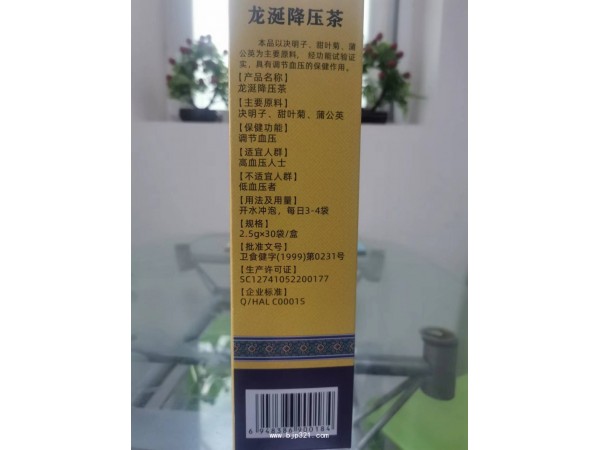 龙涎降压茶
本品以决明子、甜叶菊、蒲
公英为主要原料，经功能试验证
实，具有调节血压的保健作用。
【产品名称】
龙涎降压茶
【主要原料】
决明子、甜叶菊、蒲公英
【保健功能】
调节血压
【适宜人群】
高血压人士
【不适宜人群】
低血压者
【用法及用量】
开水冲泡，每日3-4袋
【规格】
2.5g×30袋/盒
【批准文号】
卫食健字(1999)第0231号
【生产许可证】
SC12741052200177
【企业标准】
Q/HAL C0001S
6 948386 900184
www.bjp321.com